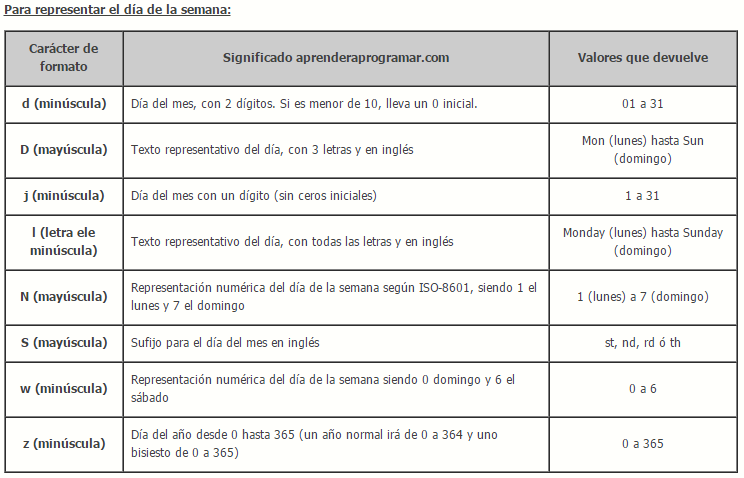 Para representar el día de la semana:
Carácter de
formato
Significado aprenderaprogramar.com
Valores que devuelve
d (minúscula)
Día del mes, con 2 dígitos. Si es menor de 10, lleva un 0 inicial.
01 a 31
D (mayúscula)
Texto representativo del día, con 3 letras y en inglés
Mon (lunes) hasta Sun
(domingo)
j (minúscula)
Día del mes con un dígito (sin ceros iniciales)
1 a 31
l (letra ele
minúscula)
Texto representativo del día, con todas las letras y en inglés
Monday (lunes) hasta Sunday
(domingo)
N (mayúscula)
Representación numérica del día de la semana según ISO-8601, siendo 1 el
lunes y 7 el domingo
1 (lunes) a 7 (domingo)
S (mayúscula)
Sufijo para el día del mes en inglés
st, nd, rd ó th
w (minúscula)
Representación numérica del día de la semana siendo 0 domingo y 6 el
sábado
0 a 6
z (minúscula)
Día del año desde 0 hasta 365 (un año normal irá de 0 a 364 y uno
bisiesto de 0 a 365)
0 a 365